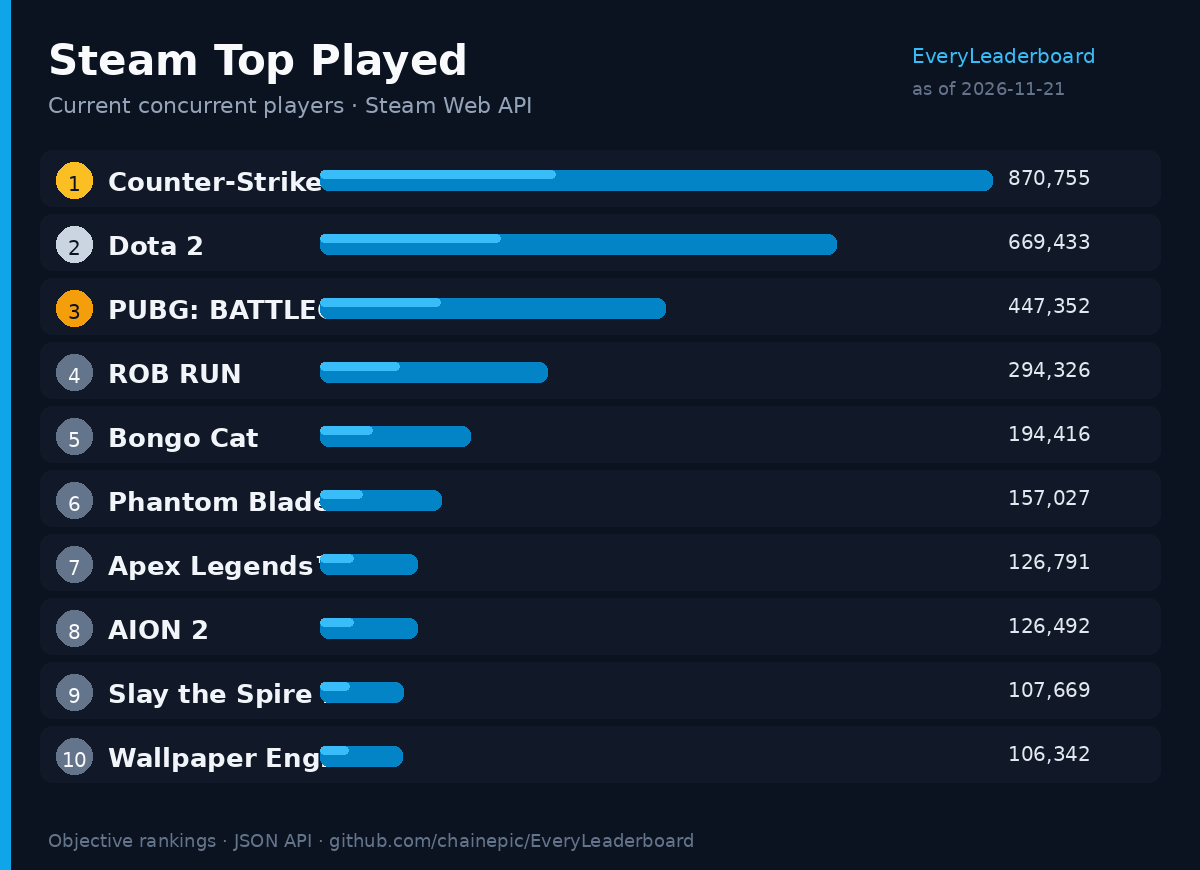 Steam Top Played
EveryLeaderboard
Current concurrent players · Steam Web API
as of 2026-11-21
1 Counter-Strike 870,755
2 Dota 2 669,433
3 PUBG: BATTLE 447,352
4 ROB RUN 294,326
5 Bongo Cat 194,416
6 Phantom Blade 157,027
7 Apex Legends 126,791
8 AION 2 126,492
9 Slay the Spire 107,669
10 Wallpaper Eng 106,342
Objective rankings · JSON API · github.com/chainepic/EveryLeaderboard